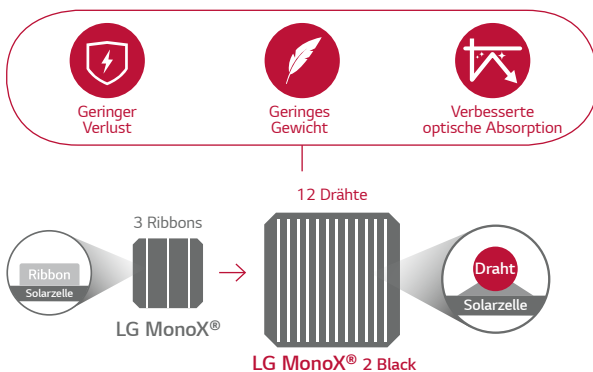 Geringer
Verlust
Geringes
Gewicht
Verbesserte
optische Absorption
12 Drähte
3 Ribbons
Ribbon
Solarzelle
LG MonoX®
Draht
Solarzelle
LG MonoX® 2 Black